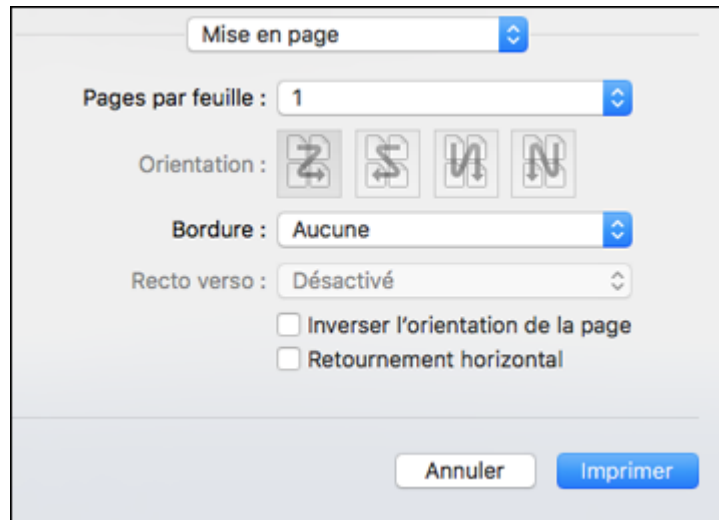 Mise en page
Pages par feuille : 1
Orientation :
Bordure : Aucune
Recto verso : Désactivé
Inverser l’orientation de la page
Retournement horizontal
Annuler Imprimer